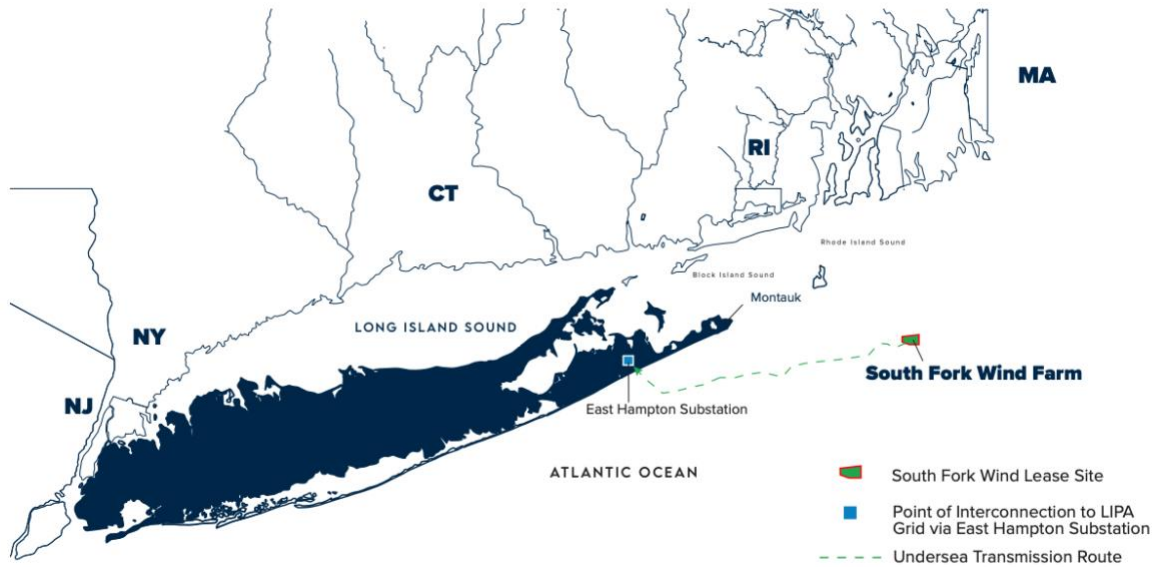 MA
RI
CT
Rhode Island Sound
Block Island Sound
Montauk
LONG ISLAND SOUND
NY
South Fork Wind Farm
NJ
East Hampton Substation
ATLANTIC OCEAN
South Fork Wind Lease Site
Point of Interconnection to LIPA
Grid via East Hampton Substation
Undersea Transmission Route